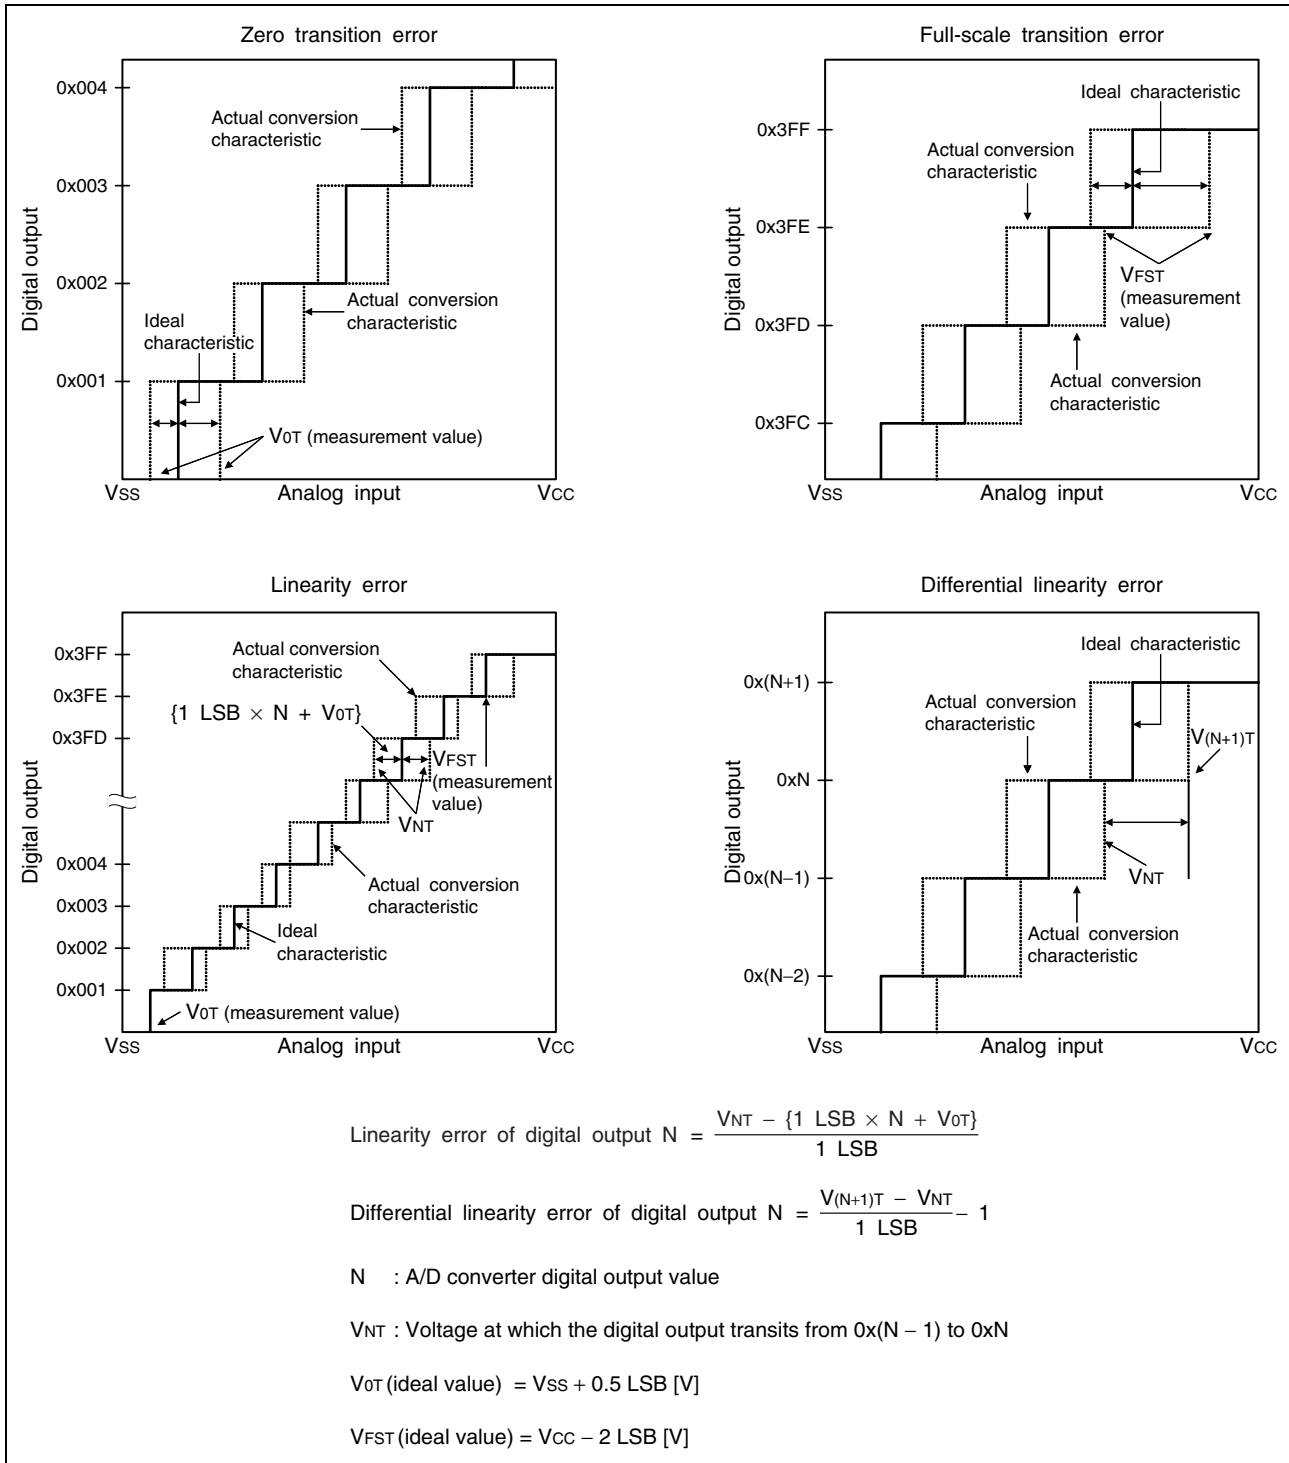 Zero transition error
0x004
0x003
0x002
0x001
Digital output
Actual conversion
characteristic
Actual conversion
characteristic
Ideal
characteristic
V0T (measurement value)
VSS
Analog input
VCC
Full-scale transition error
0x3FF
0x3FE
0x3FD
0x3FC
Digital output
Ideal characteristic
Actual conversion
characteristic
VFST
(measurement
value)
Actual conversion
characteristic
VSS
Analog input
VCC
Linearity error
0x3FF
0x3FE
0x3FD
0x004
0x003
0x002
0x001
Digital output
Actual conversion
characteristic
{1 LSB × N + V0T}
VFST
(measurement
value)
VNT
Actual conversion
characteristic
Ideal
characteristic
V0T (measurement value)
VSS
Analog input
VCC
Differential linearity error
0x(N+1)
0xN
0x(N−1)
0x(N−2)
Digital output
Ideal characteristic
Actual conversion
characteristic
V(N+1)T
VNT
Actual conversion
characteristic
VSS
Analog input
VCC
Linearity error of digital output N = VNT − {1 LSB × N + V0T}
1 LSB
Differential linearity error of digital output N = V(N+1)T − VNT − 1
1 LSB
N : A/D converter digital output value
VNT : Voltage at which the digital output transits from 0x(N − 1) to 0xN
V0T (ideal value) = VSS + 0.5 LSB [V]
VFST (ideal value) = VCC − 2 LSB [V]